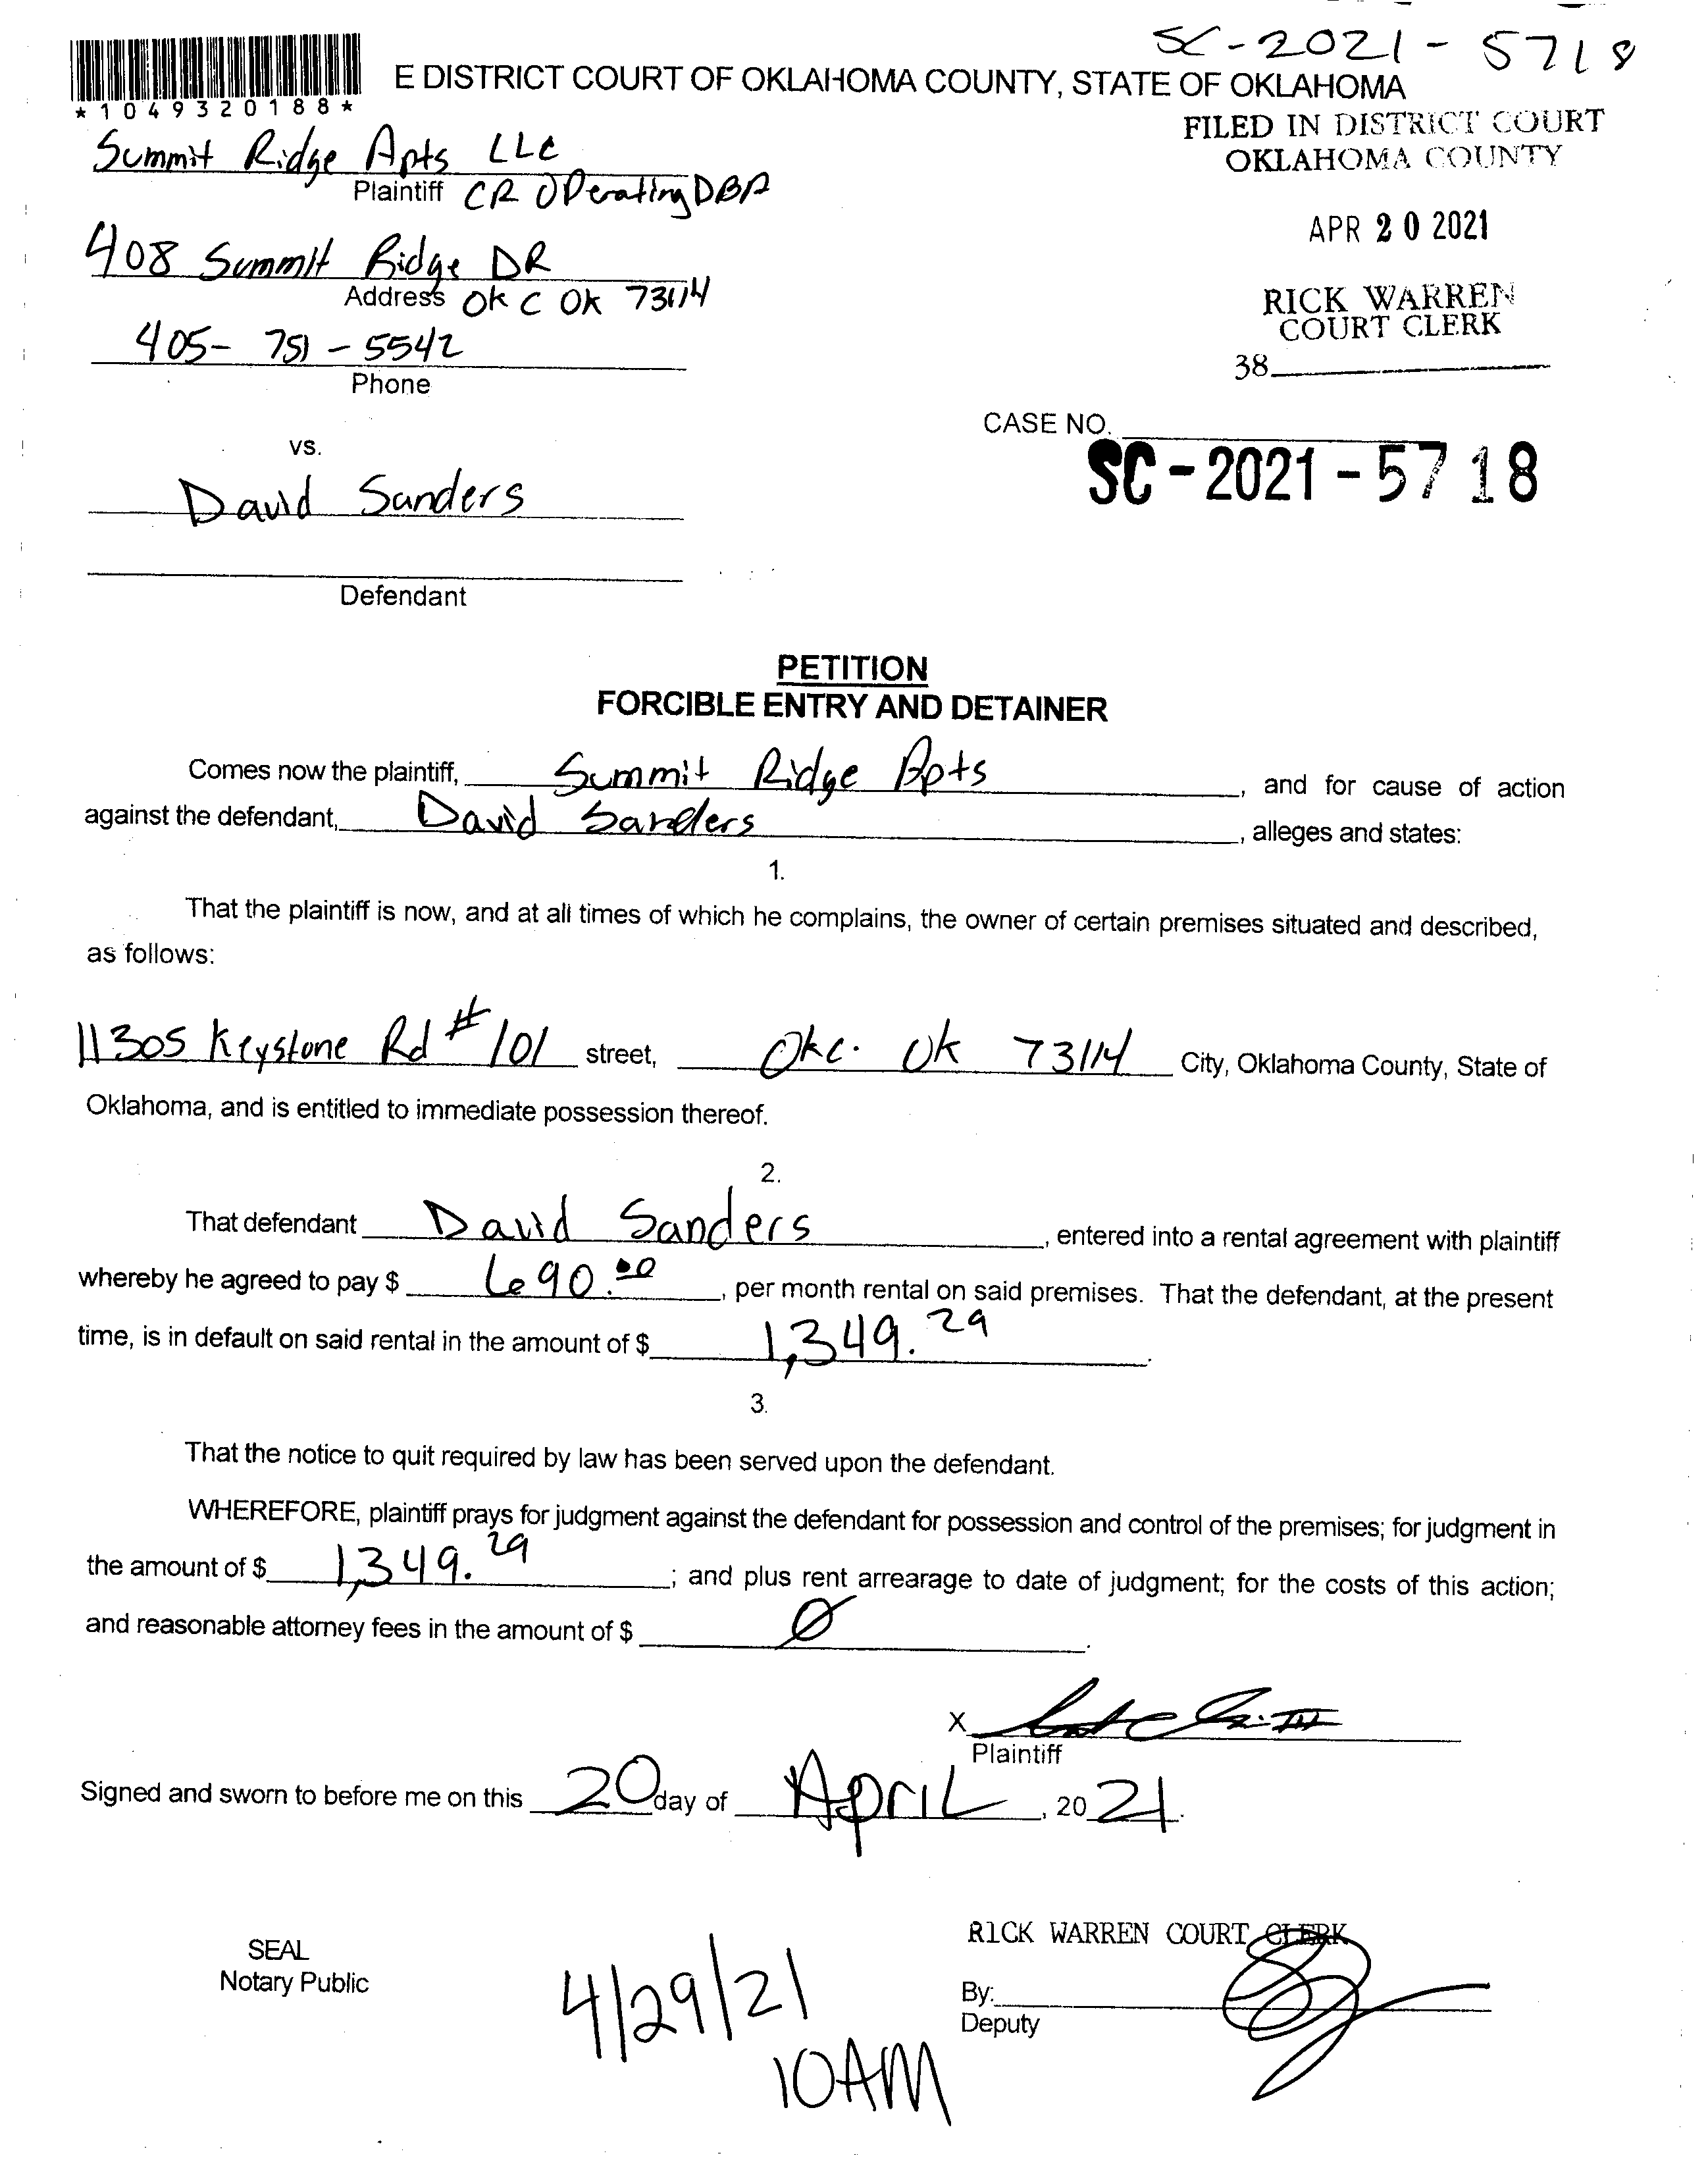 SC-2021-5718
E DISTRICT COURT OF OKLAHOMA COUNTY, STATE OF OKLAHOMA
*1049320188*
FILED IN DISTRICT COURT
OKLAHOMA COUNTY
Summit Ridge Apts LLC
Plaintiff CR Operating DBA
APR 20 2021
408 Summit Ridge DR
Address OK C OK 73114
RICK WARREN
COURT CLERK
405-751-5542
38
Phone
CASE NO.
vs.
SC-2021-5718
David Sanders
Defendant
PETITION
FORCIBLE ENTRY AND DETAINER
Comes now the plaintiff, Summit Ridge Apts, and for cause of action
against the defendant, David Sanders, alleges and states:
1.
That the plaintiff is now, and at all times of which he complains, the owner of certain premises situated and described,
as follows:
11305 Keystone Rd #101 street, Okc. Ok 73114 City, Oklahoma County, State of
Oklahoma, and is entitled to immediate possession thereof.
2.
That defendant David Sanders, entered into a rental agreement with plaintiff
whereby he agreed to pay $ 690.00, per month rental on said premises. That the defendant, at the present
time, is in default on said rental in the amount of $ 1,349.29.
3.
That the notice to quit required by law has been served upon the defendant.
WHEREFORE, plaintiff prays for judgment against the defendant for possession and control of the premises; for judgment in
the amount of $ 1,349.29; and plus rent arrearage to date of judgment; for the costs of this action;
and reasonable attorney fees in the amount of $ Ø.
X
Plaintiff
Signed and sworn to before me on this 20 day of April, 2021.
RICK WARREN COURT CLERK
SEAL
Notary Public
4/29/21
10AM
By:
Deputy